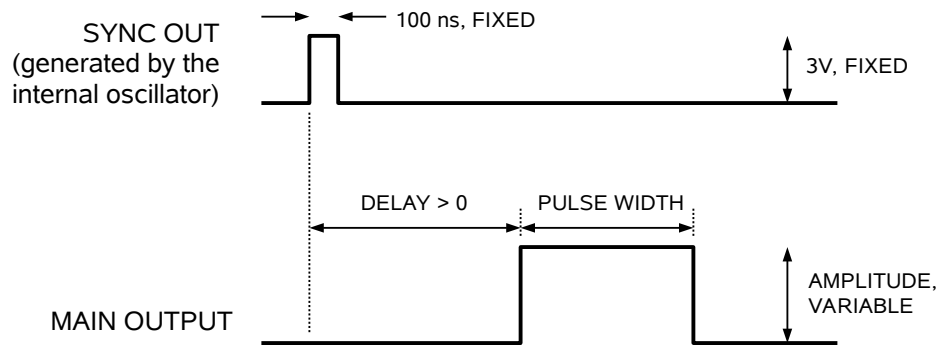 100 ns, FIXED
SYNC OUT
(generated by the
internal oscillator)
3V, FIXED
DELAY > 0
PULSE WIDTH
AMPLITUDE,
VARIABLE
MAIN OUTPUT